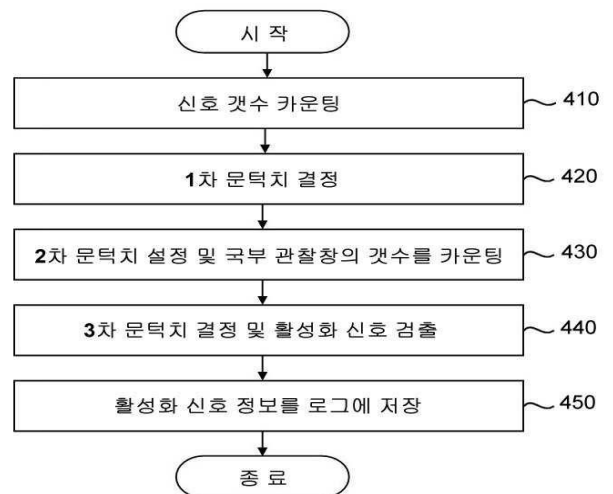 시 작
신호 갯수 카운팅
410
1차 문턱치 결정
420
2차 문턱치 설정 및 국부 관찰창의 갯수를 카운팅
430
3차 문턱치 결정 및 활성화 신호 검출
440
활성화 신호 정보를 로그에 저장
450
종 료